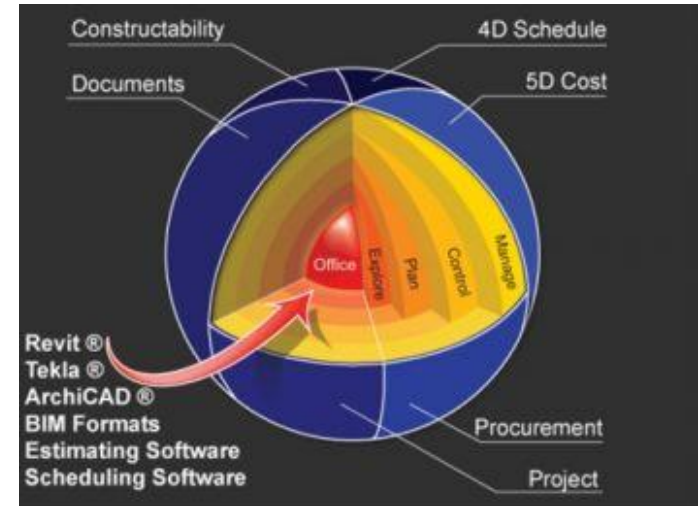 Constructability
4D Schedule
Documents
5D Cost
Office
Explore
Plan
Control
Manage
Revit ®
Tekla ®
ArchiCAD ®
BIM Formats
Estimating Software
Scheduling Software
Procurement
Project